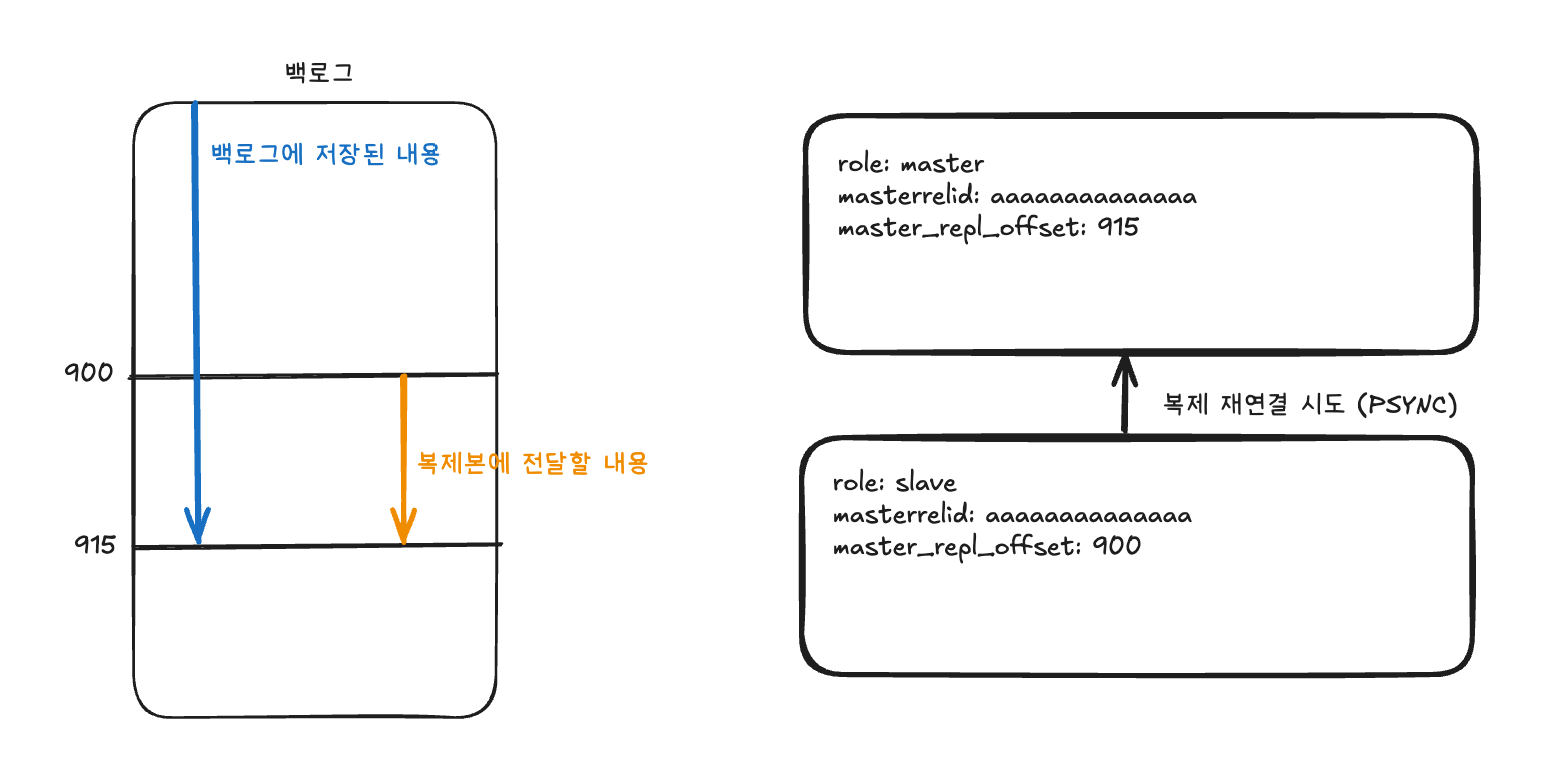 백로그
백로그에 저장된 내용
900
복제본에 전달할 내용
915
role: master
masterrelid: aaaaaaaaaaaaaa
master_repl_offset: 915
복제 재연결 시도 (PSYNC)
role: slave
masterrelid: aaaaaaaaaaaaaa
master_repl_offset: 900